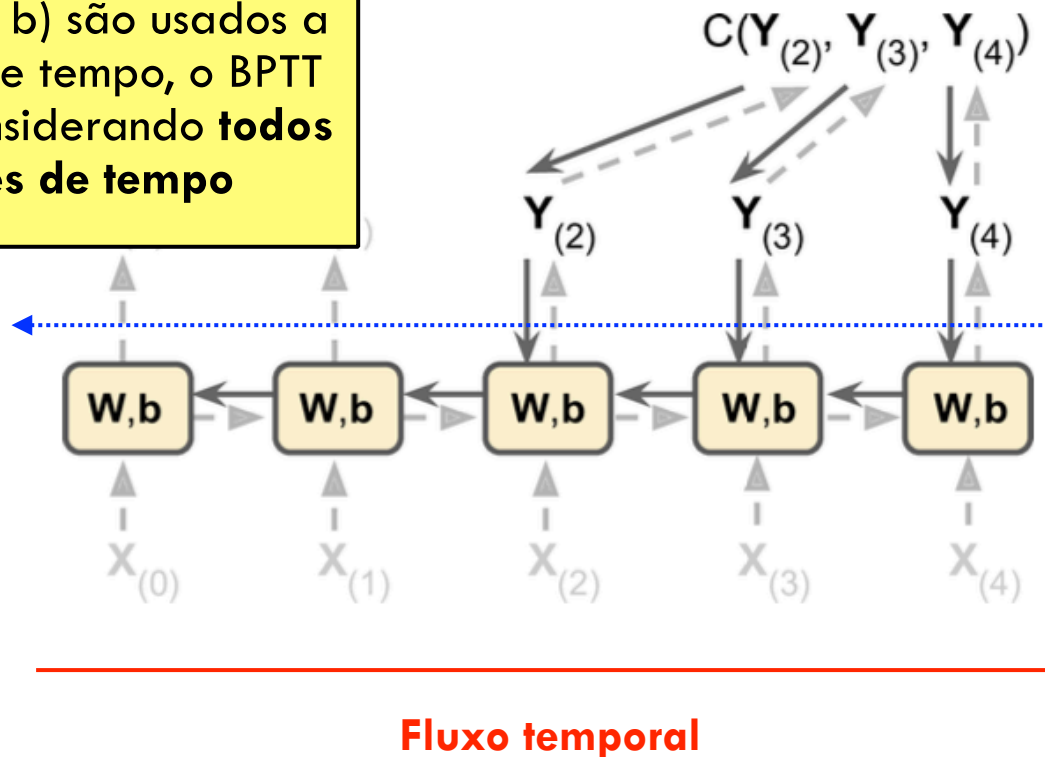 b) são usados a
e tempo, o BPTT
nsiderando todos
s de tempo
C(Y(2), Y(3), Y(4))
Y(2) Y(3) Y(4)
W,b W,b W,b W,b W,b
X(0) X(1) X(2) X(3) X(4)
Fluxo temporal